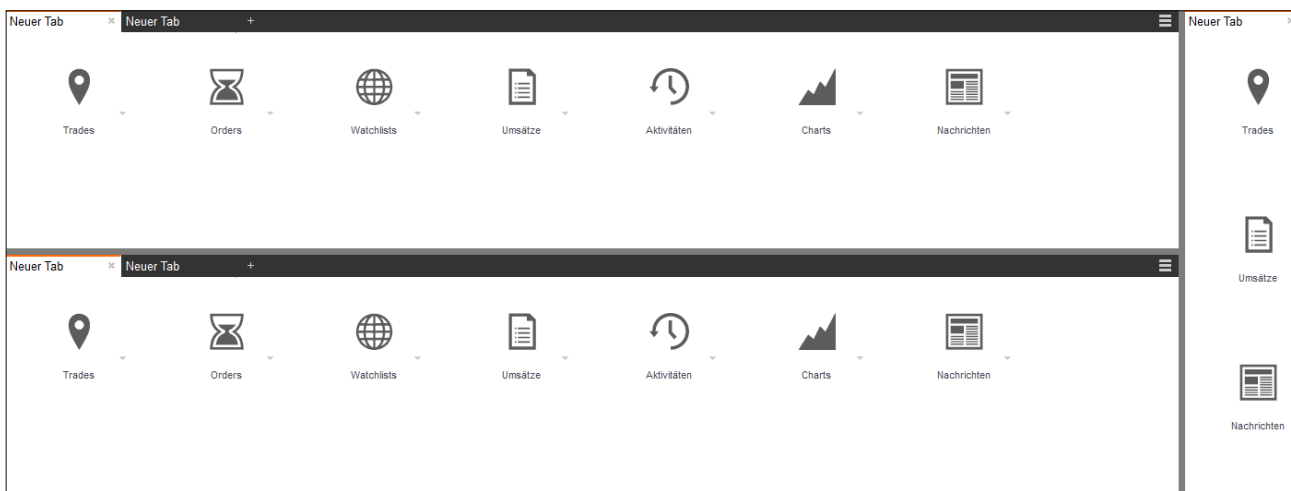 Neuer Tab × Neuer Tab +
Trades Orders Watchlists Umsätze Aktivitäten Charts Nachrichten
Neuer Tab × Neuer Tab +
Trades Orders Watchlists Umsätze Aktivitäten Charts Nachrichten
Neuer Tab ×
Trades
Umsätze
Nachrichten